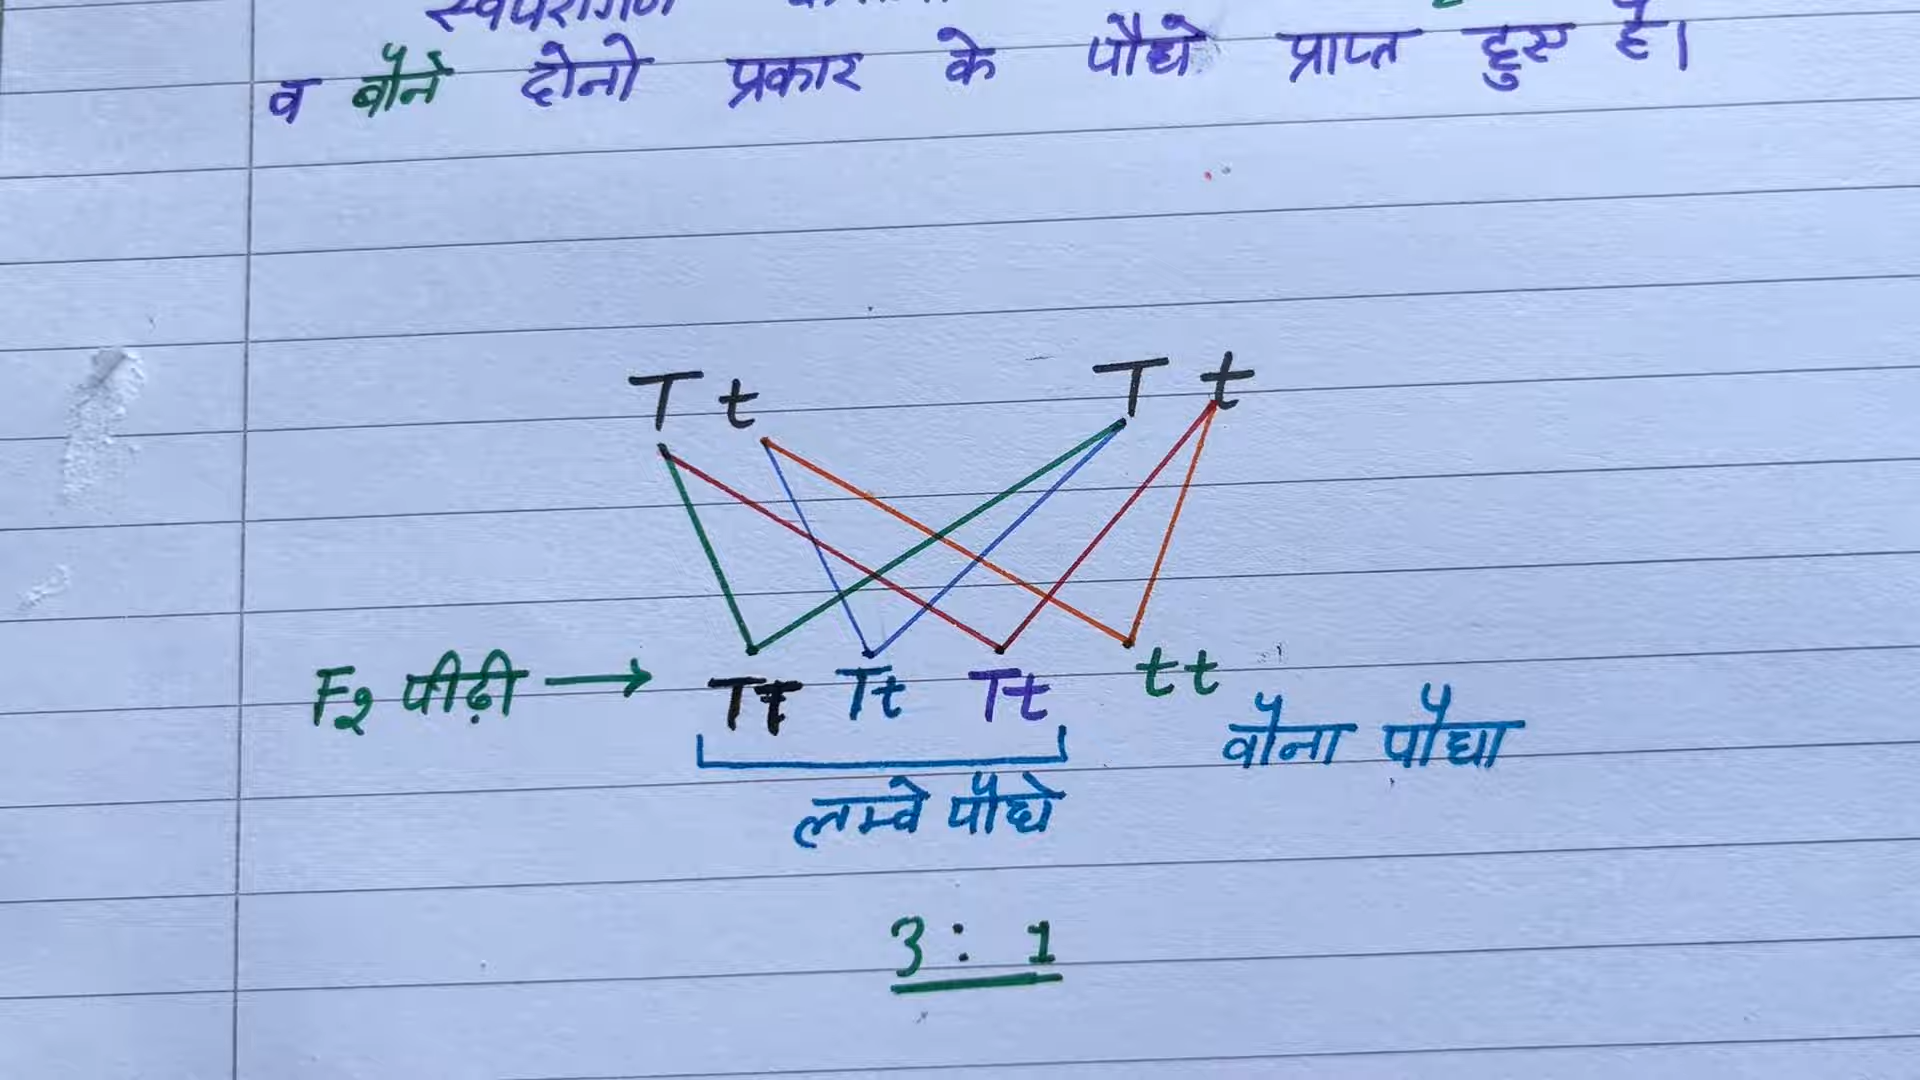 व बौने दोनो प्रकार के पौधे प्राप्त हुए है।
T t T t
F2 पीढ़ी → TT Tt Tt tt
बौना पौधा
लम्बे पौधे
3 : 1